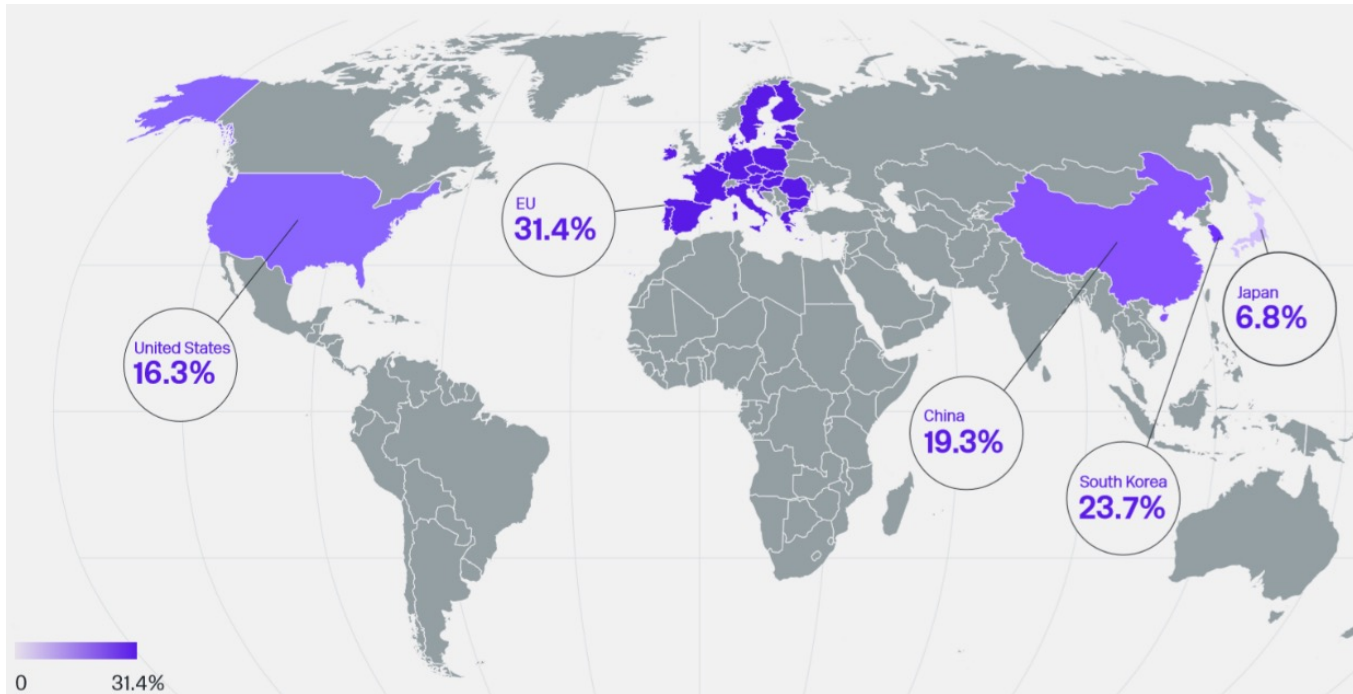 EU
31.4%
United States
16.3%
Japan
6.8%
China
19.3%
South Korea
23.7%
0
31.4%